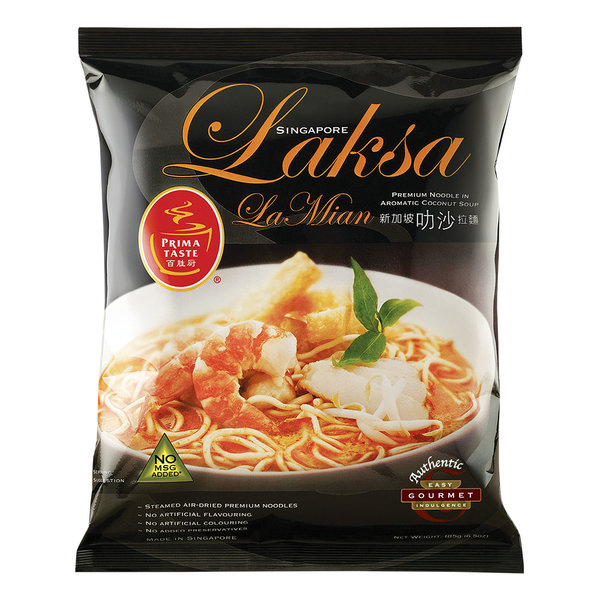 SINGAPORE
Laksa
PREMIUM NOODLE IN
AROMATIC COCONUT SOUP
La Mian
新加坡叻沙拉麵
PRIMA
TASTE
百胜厨
®
NO
MSG
ADDED*
SERVING
SUGGESTION
Authentic
EASY
GOURMET
INDULGENCE
- STEAMED AIR-DRIED PREMIUM NOODLES
- NO ARTIFICIAL FLAVOURING
- NO ARTIFICIAL COLOURING
- NO ADDED PRESERVATIVES
MADE IN SINGAPORE
NET WEIGHT: 185g (6.5oz)